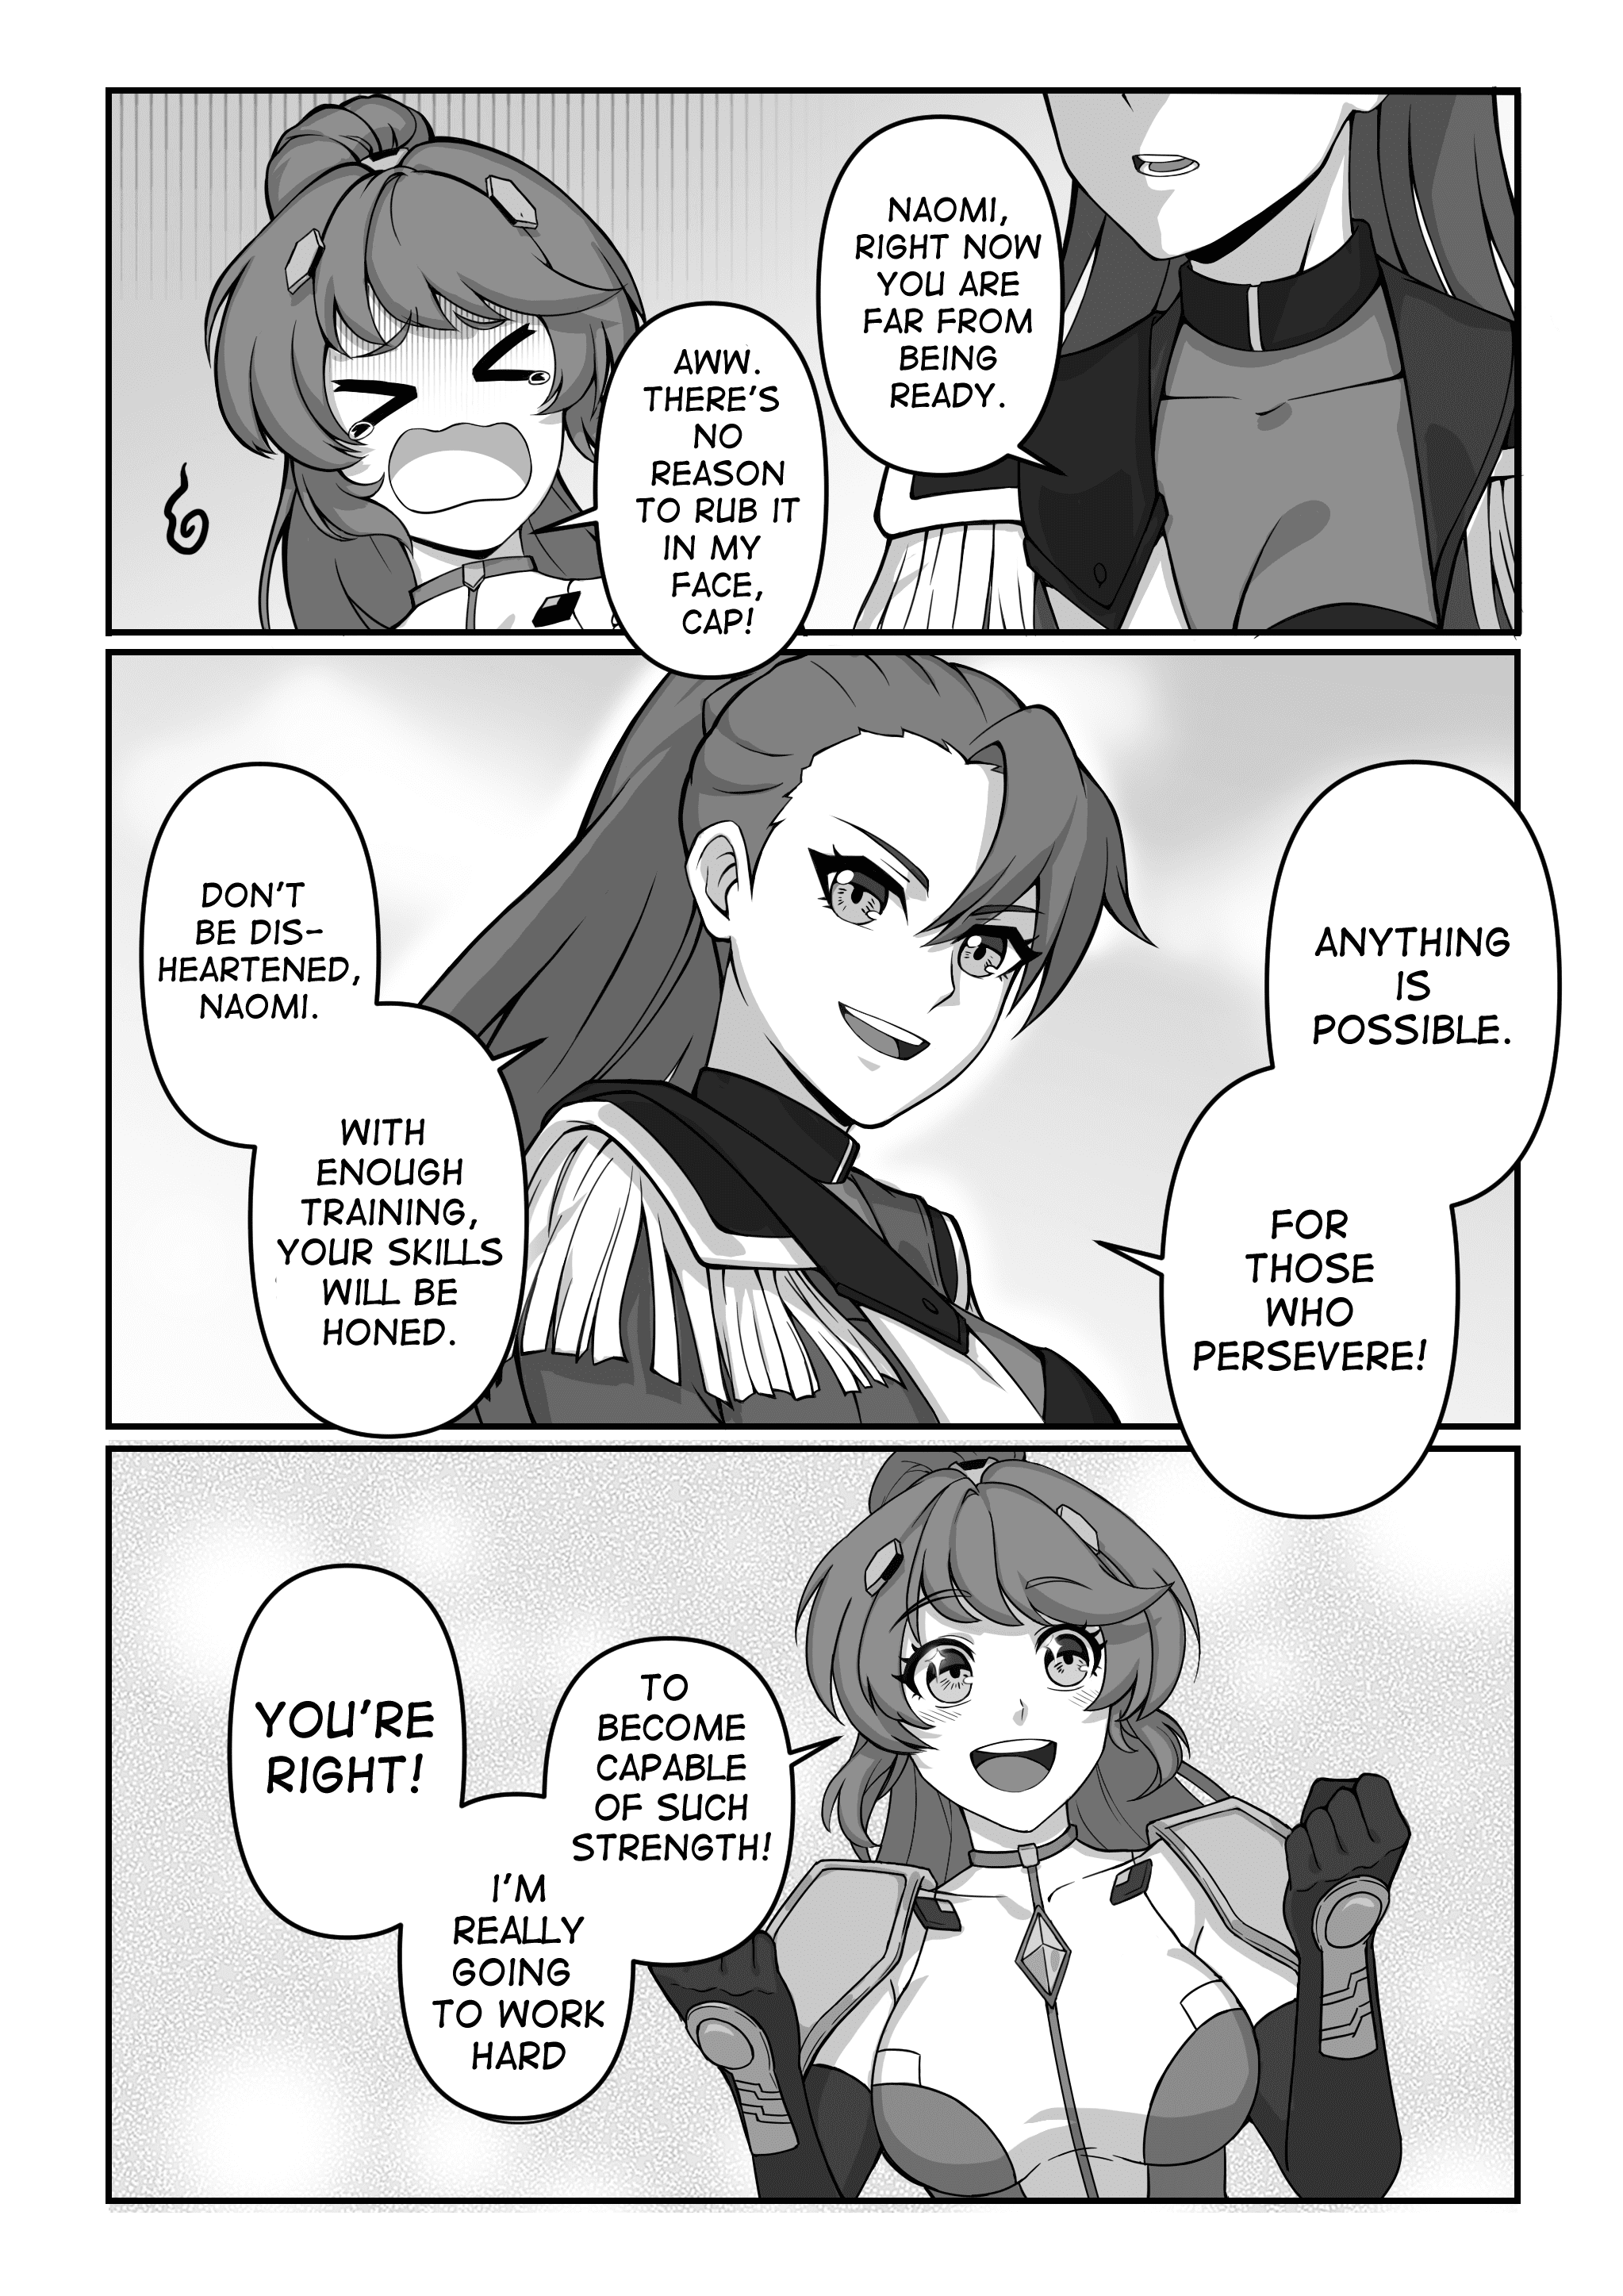 NAOMI,
RIGHT NOW
YOU ARE
FAR FROM
BEING
READY.
AWW.
THERE'S
NO
REASON
TO RUB IT
IN MY
FACE,
CAP!
DON'T
BE DIS-
HEARTENED,
NAOMI.
WITH
ENOUGH
TRAINING,
YOUR SKILLS
WILL BE
HONED.
ANYTHING
IS
POSSIBLE.
FOR
THOSE
WHO
PERSEVERE!
YOU'RE
RIGHT!
I'M
REALLY
GOING
TO WORK
HARD
TO
BECOME
CAPABLE
OF SUCH
STRENGTH!